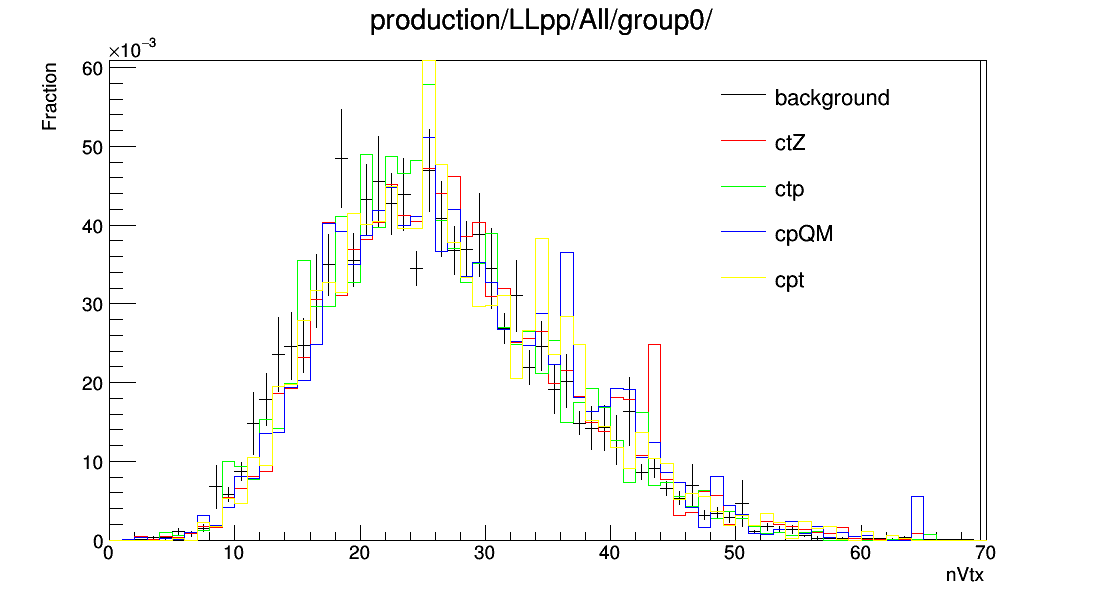 production/LLpp/All/group0/
×10⁻³
Fraction
60
50
40
30
20
10
0
background
ctZ
ctp
cpQM
cpt
0 10 20 30 40 50 60 70
nVtx